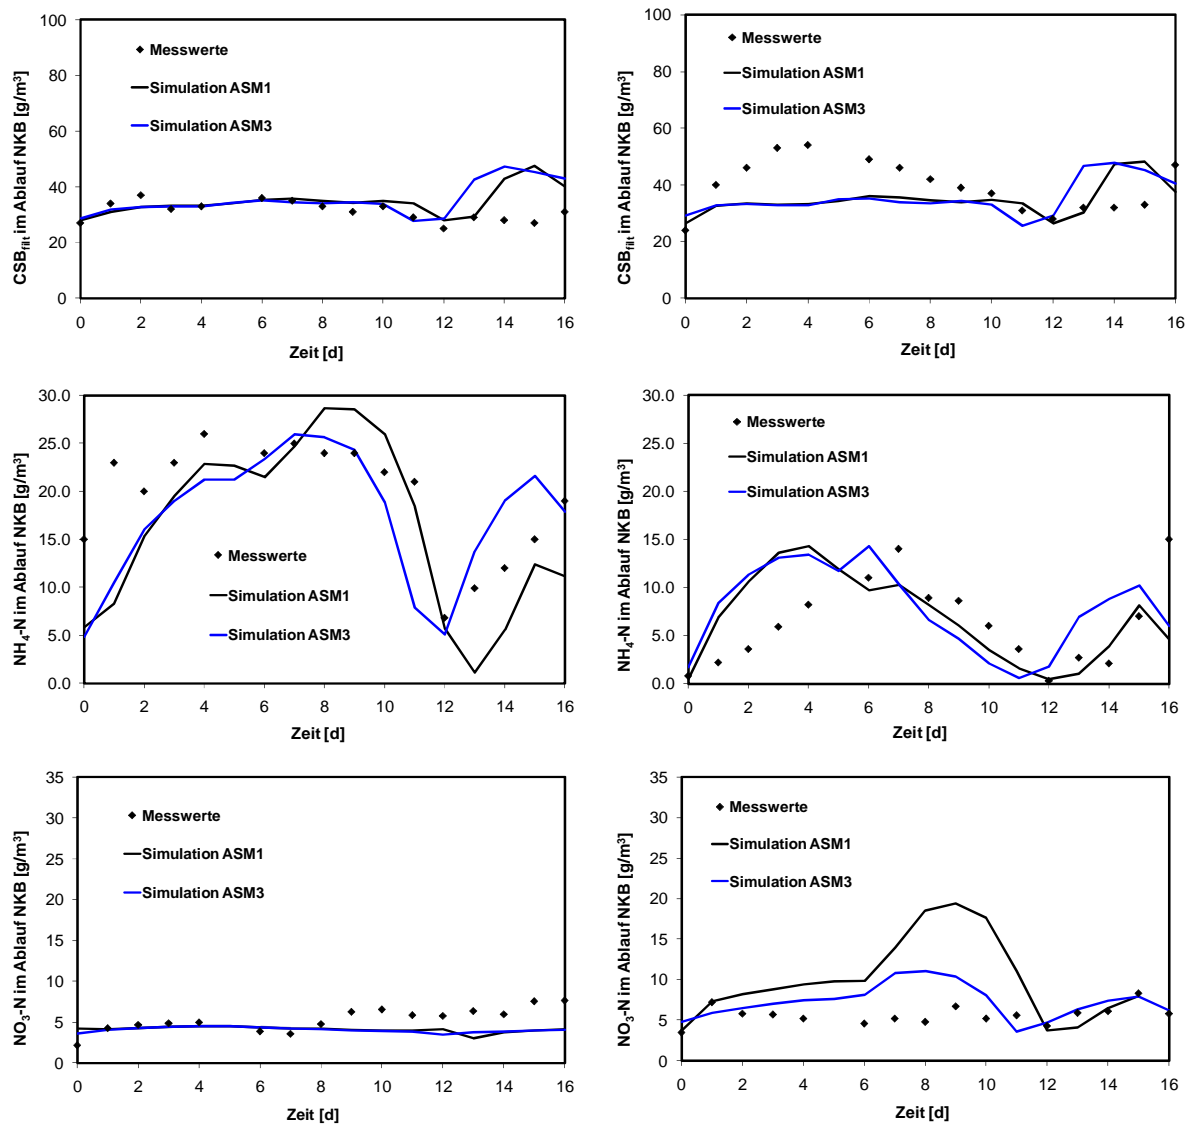 100
80
60
40
20
0
CSBfilt im Ablauf NKB [g/m³]
Messwerte
Simulation ASM1
Simulation ASM3
0 2 4 6 8 10 12 14 16
Zeit [d]
100
80
60
40
20
0
CSBfilt im Ablauf NKB [g/m³]
Messwerte
Simulation ASM1
Simulation ASM3
0 2 4 6 8 10 12 14 16
Zeit [d]
30.0
25.0
20.0
15.0
10.0
5.0
0.0
NH₄-N im Ablauf NKB [g/m³]
Messwerte
Simulation ASM1
Simulation ASM3
0 2 4 6 8 10 12 14 16
Zeit [d]
30.0
25.0
20.0
15.0
10.0
5.0
0.0
NH₄-N im Ablauf NKB [g/m³]
Messwerte
Simulation ASM1
Simulation ASM3
0 2 4 6 8 10 12 14 16
Zeit [d]
35
30
25
20
15
10
5
0
NO₃-N im Ablauf NKB [g/m³]
Messwerte
Simulation ASM1
Simulation ASM3
0 2 4 6 8 10 12 14 16
Zeit [d]
35
30
25
20
15
10
5
0
NO₃-N im Ablauf NKB [g/m³]
Messwerte
Simulation ASM1
Simulation ASM3
0 2 4 6 8 10 12 14 16
Zeit [d]